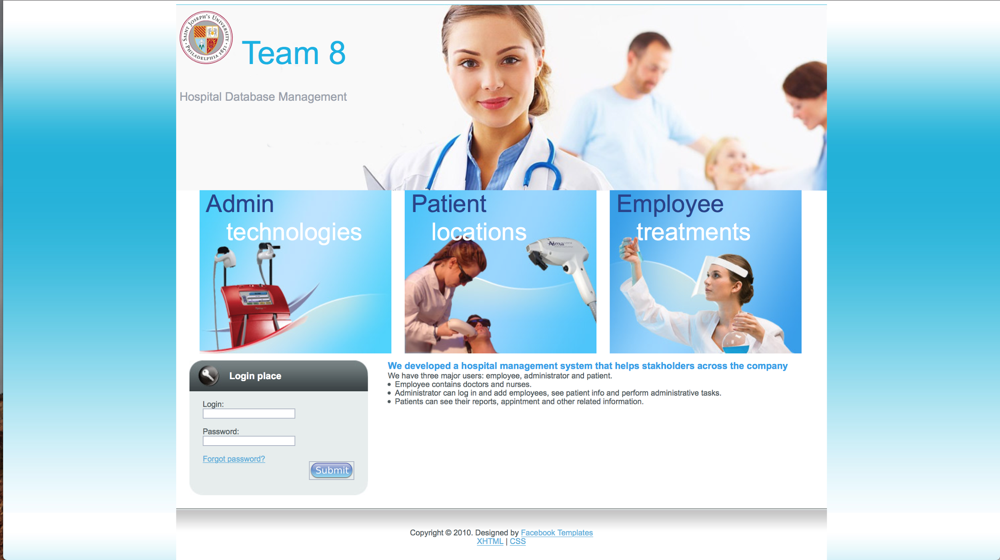 SAINT JOSEPH'S UNIVERSITY
PHILADELPHIA 1851
Team 8
Hospital Database Management
Admin
technologies
Patient
locations
Alma
Employee
treatments
Login place
Login:
Password:
Forgot password?
Submit
We developed a hospital management system that helps stakholders across the company
We have three major users: employee, administrator and patient.
• Employee contains doctors and nurses.
• Administrator can log in and add employees, see patient info and perform administrative tasks.
• Patients can see their reports, appintment and other related information.
Copyright © 2010. Designed by Facebook Templates
XHTML | CSS